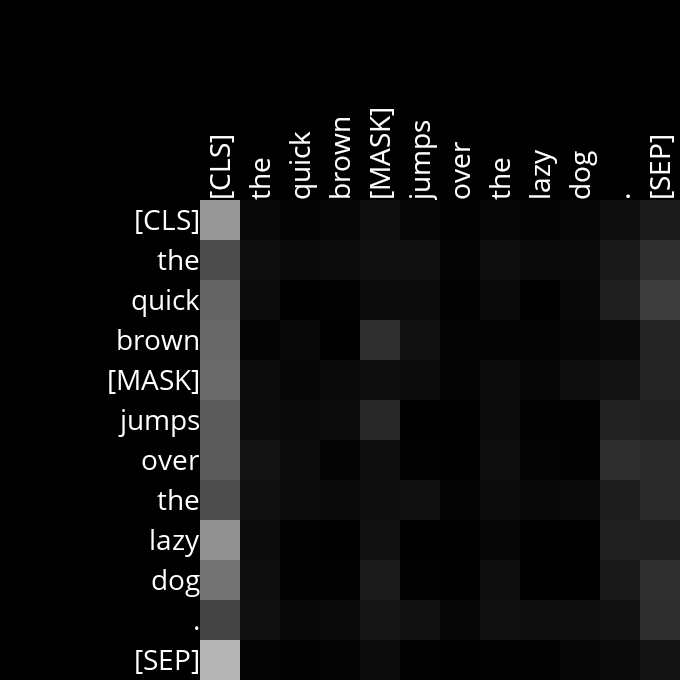 [CLS] the quick brown [MASK] jumps over the lazy dog . [SEP]
[CLS]
the
quick
brown
[MASK]
jumps
over
the
lazy
dog
.
[SEP]